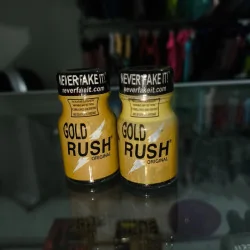 NEVER FAKE IT!
neverfakeit.com
GOLD
RUSH
ORIGINAL
NEVER FAKE IT!
neverfakeit.com
GOLD
RUSH
ORIGINAL